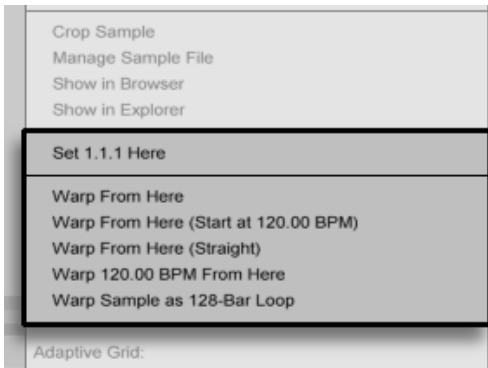 Crop Sample
Manage Sample File
Show in Browser
Show in Explorer
Set 1.1.1 Here
Warp From Here
Warp From Here (Start at 120.00 BPM)
Warp From Here (Straight)
Warp 120.00 BPM From Here
Warp Sample as 128-Bar Loop
Adaptive Grid: